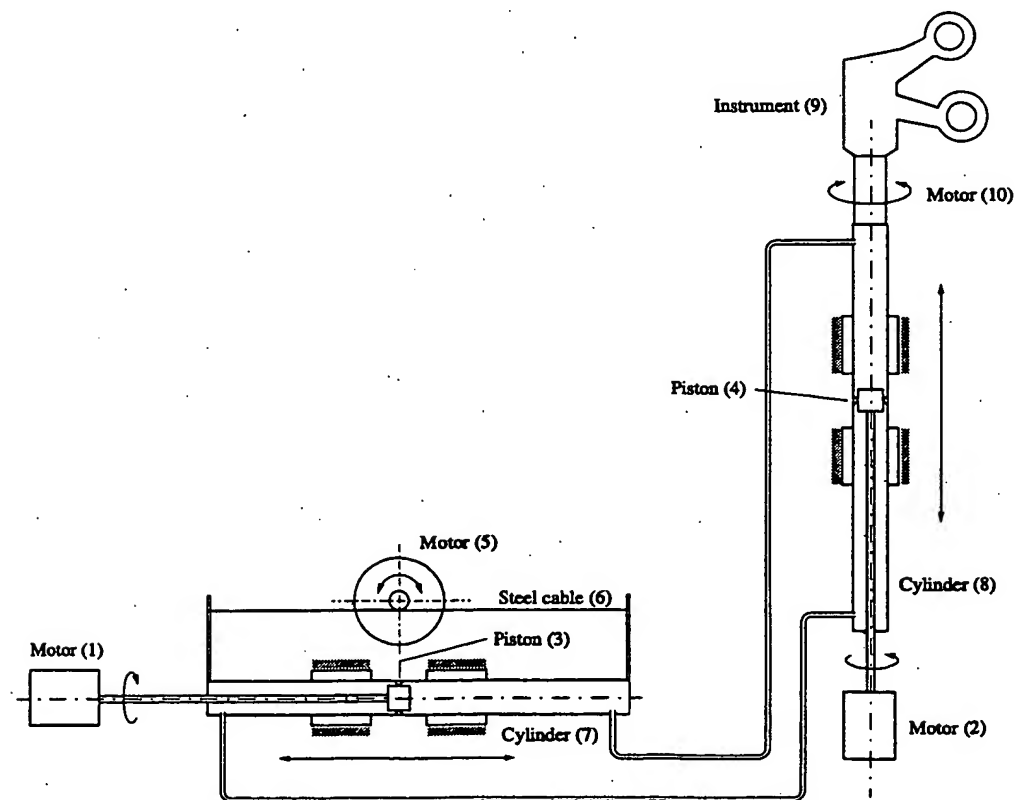 Instrument (9)
Motor (10)
Piston (4)
Motor (5)
Steel cable (6)
Cylinder (8)
Piston (3)
Motor (1)
Motor (2)
Cylinder (7)